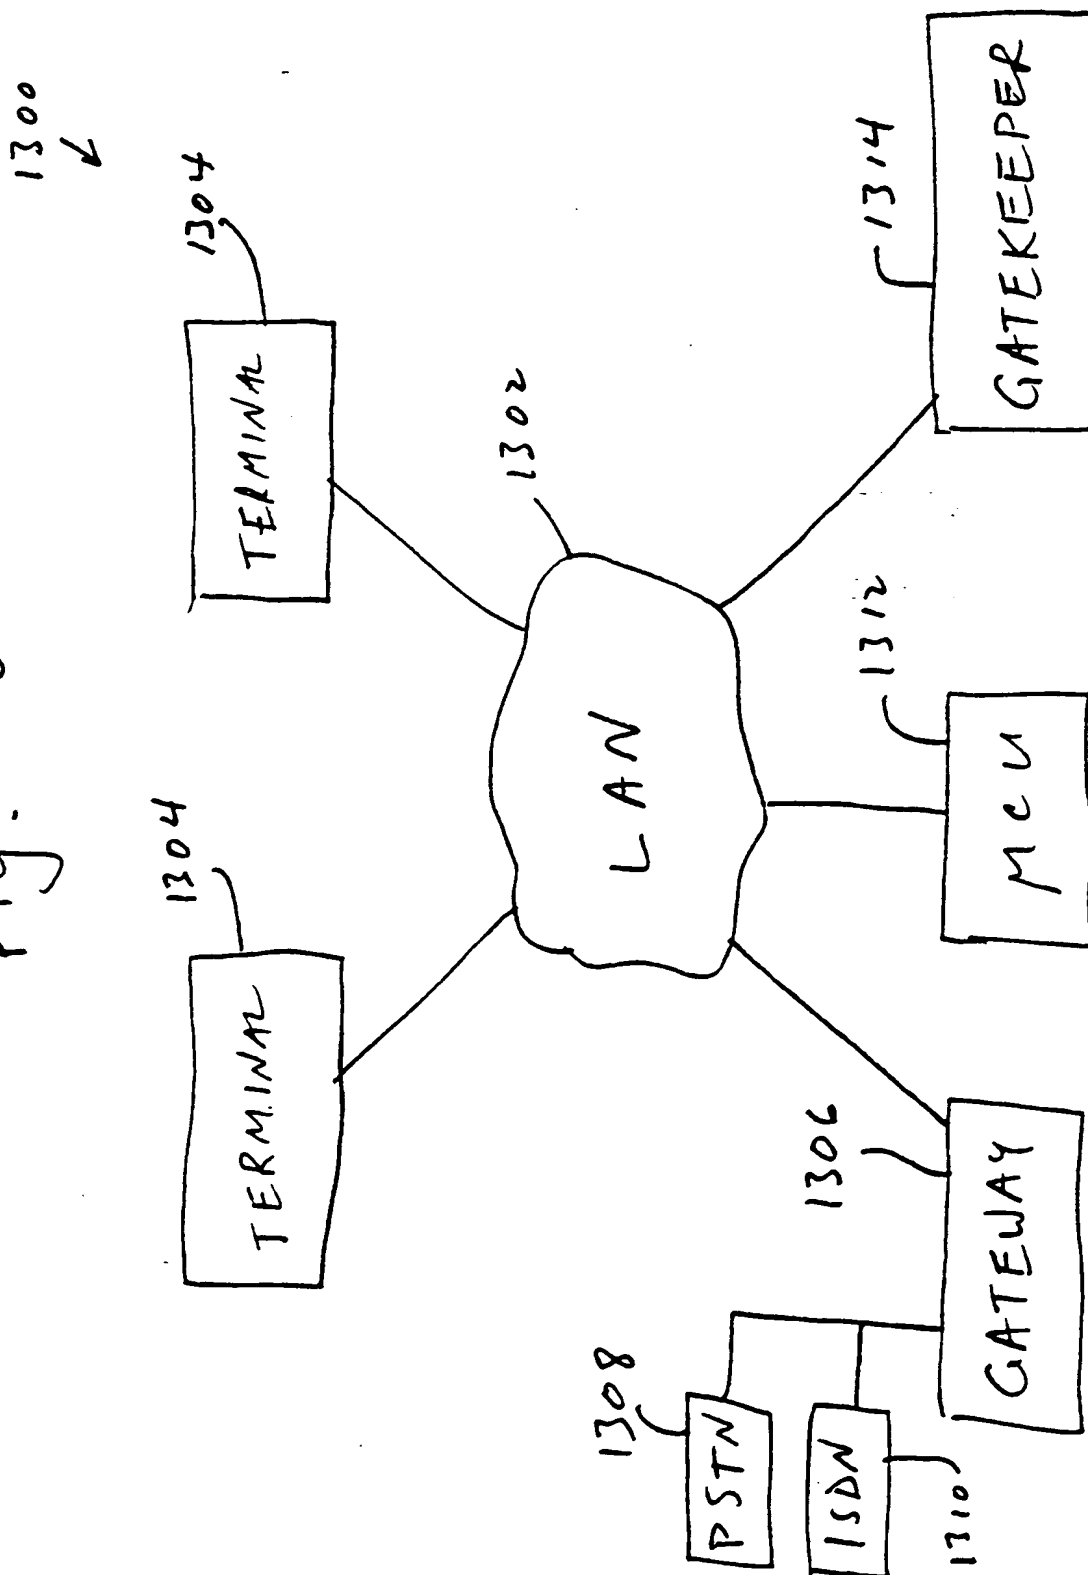 1300
1304
1304
TERMINAL
TERMINAL
1302
LAN
1308
1306
1312
1314
PSTN
ISDN
1310
GATEWAY
MCU
GATEKEEPER